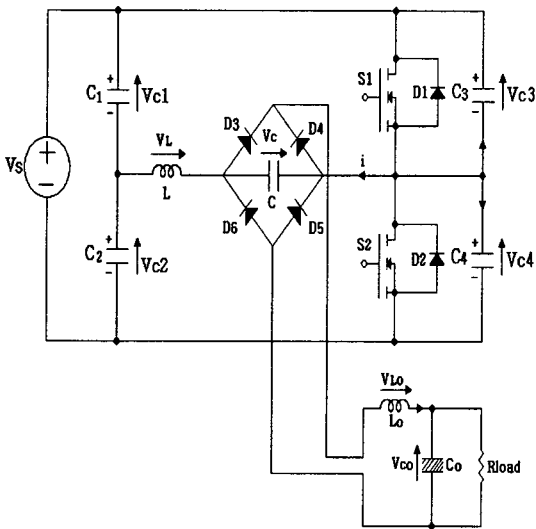 S1
D1
C3
Vc3
C1
Vc1
D3
Vc
D4
VL
VS
L
C
i
D6
D5
S2
D2
C4
Vc4
C2
Vc2
VLO
LO
VCO
CO
Rload